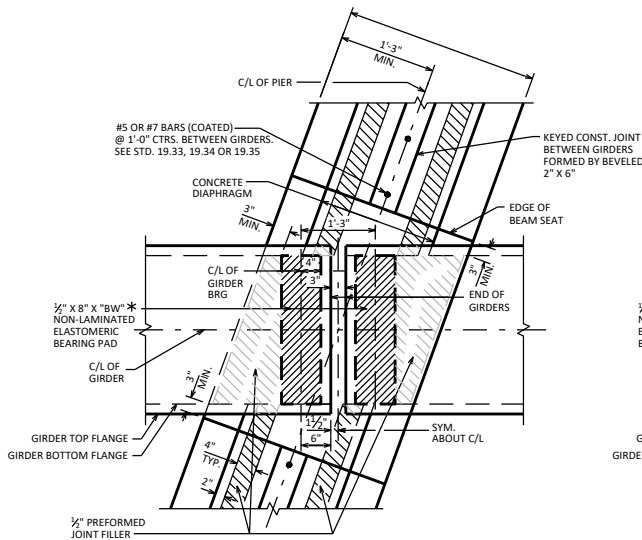 1'-3"
MIN.
C/L OF PIER
#5 OR #7 BARS (COATED)
@ 1'-0" CTRS. BETWEEN GIRDERS.
SEE STD. 19.33, 19.34 OR 19.35
KEYED CONST. JOINT
BETWEEN GIRDERS
FORMED BY BEVELED
2" X 6"
CONCRETE
DIAPHRAGM
EDGE OF
BEAM SEAT
3"
MIN.
1'-3"
C/L OF
GIRDER
BRG
4"
3"
3"
MIN.
END OF
GIRDERS
½" X 8" X "BW" *
NON-LAMINATED
ELASTOMERIC
BEARING PAD
C/L OF
GIRDER
3"
MIN.
GIRDER TOP FLANGE
GIRDER BOTTOM FLANGE
1½"
6"
SYM.
ABOUT C/L
4"
TYP.
2"
½" PREFORMED
JOINT FILLER